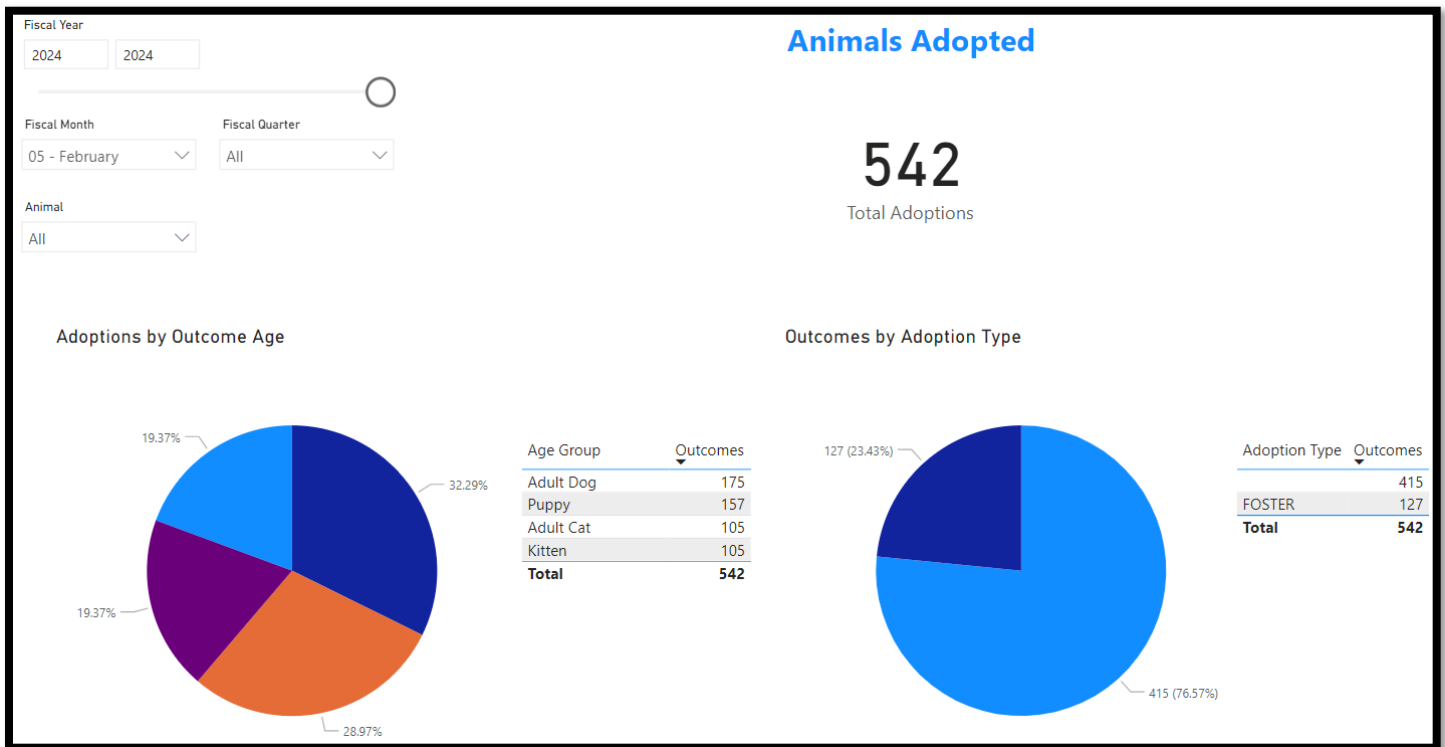 Fiscal Year
2024 2024
Fiscal Month Fiscal Quarter
05 - February All
Animal
All
Animals Adopted
542
Total Adoptions
Adoptions by Outcome Age
19.37%
32.29%
19.37%
28.97%
Age Group Outcomes
Adult Dog 175
Puppy 157
Adult Cat 105
Kitten 105
Total 542
Outcomes by Adoption Type
127 (23.43%)
415 (76.57%)
Adoption Type Outcomes
415
FOSTER 127
Total 542